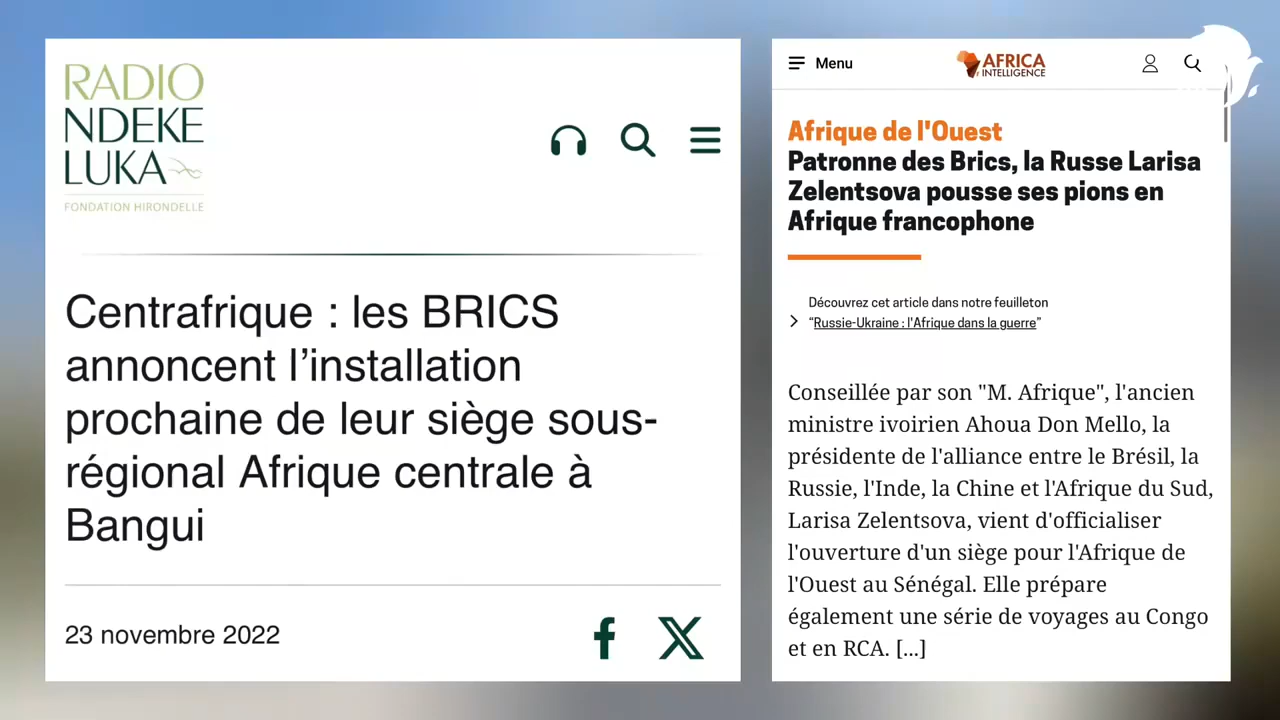 RADIO
NDEKE
LUKA
FONDATION HIRONDELLE
Centrafrique : les BRICS
annoncent l’installation
prochaine de leur siège sous-
régional Afrique centrale à
Bangui
23 novembre 2022
Menu
AFRICA
INTELLIGENCE
Afrique de l'Ouest
Patronne des Brics, la Russe Larisa
Zelentsova pousse ses pions en
Afrique francophone
Découvrez cet article dans notre feuilleton
“Russie-Ukraine : l'Afrique dans la guerre”
Conseillée par son "M. Afrique", l'ancien
ministre ivoirien Ahoua Don Mello, la
présidente de l'alliance entre le Brésil, la
Russie, l'Inde, la Chine et l'Afrique du Sud,
Larisa Zelentsova, vient d'officialiser
l'ouverture d'un siège pour l'Afrique de
l'Ouest au Sénégal. Elle prépare
également une série de voyages au Congo
et en RCA. [...]